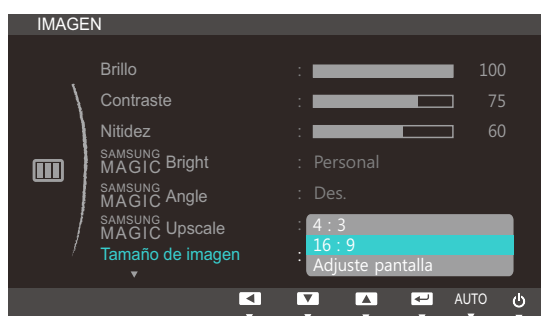 IMAGEN
Brillo : 100
Contraste : 75
Nitidez : 60
SAMSUNG MAGIC Bright : Personal
SAMSUNG MAGIC Angle : Des.
SAMSUNG MAGIC Upscale :
4 : 3
Tamaño de imagen : 16 : 9
Adjuste pantalla
AUTO